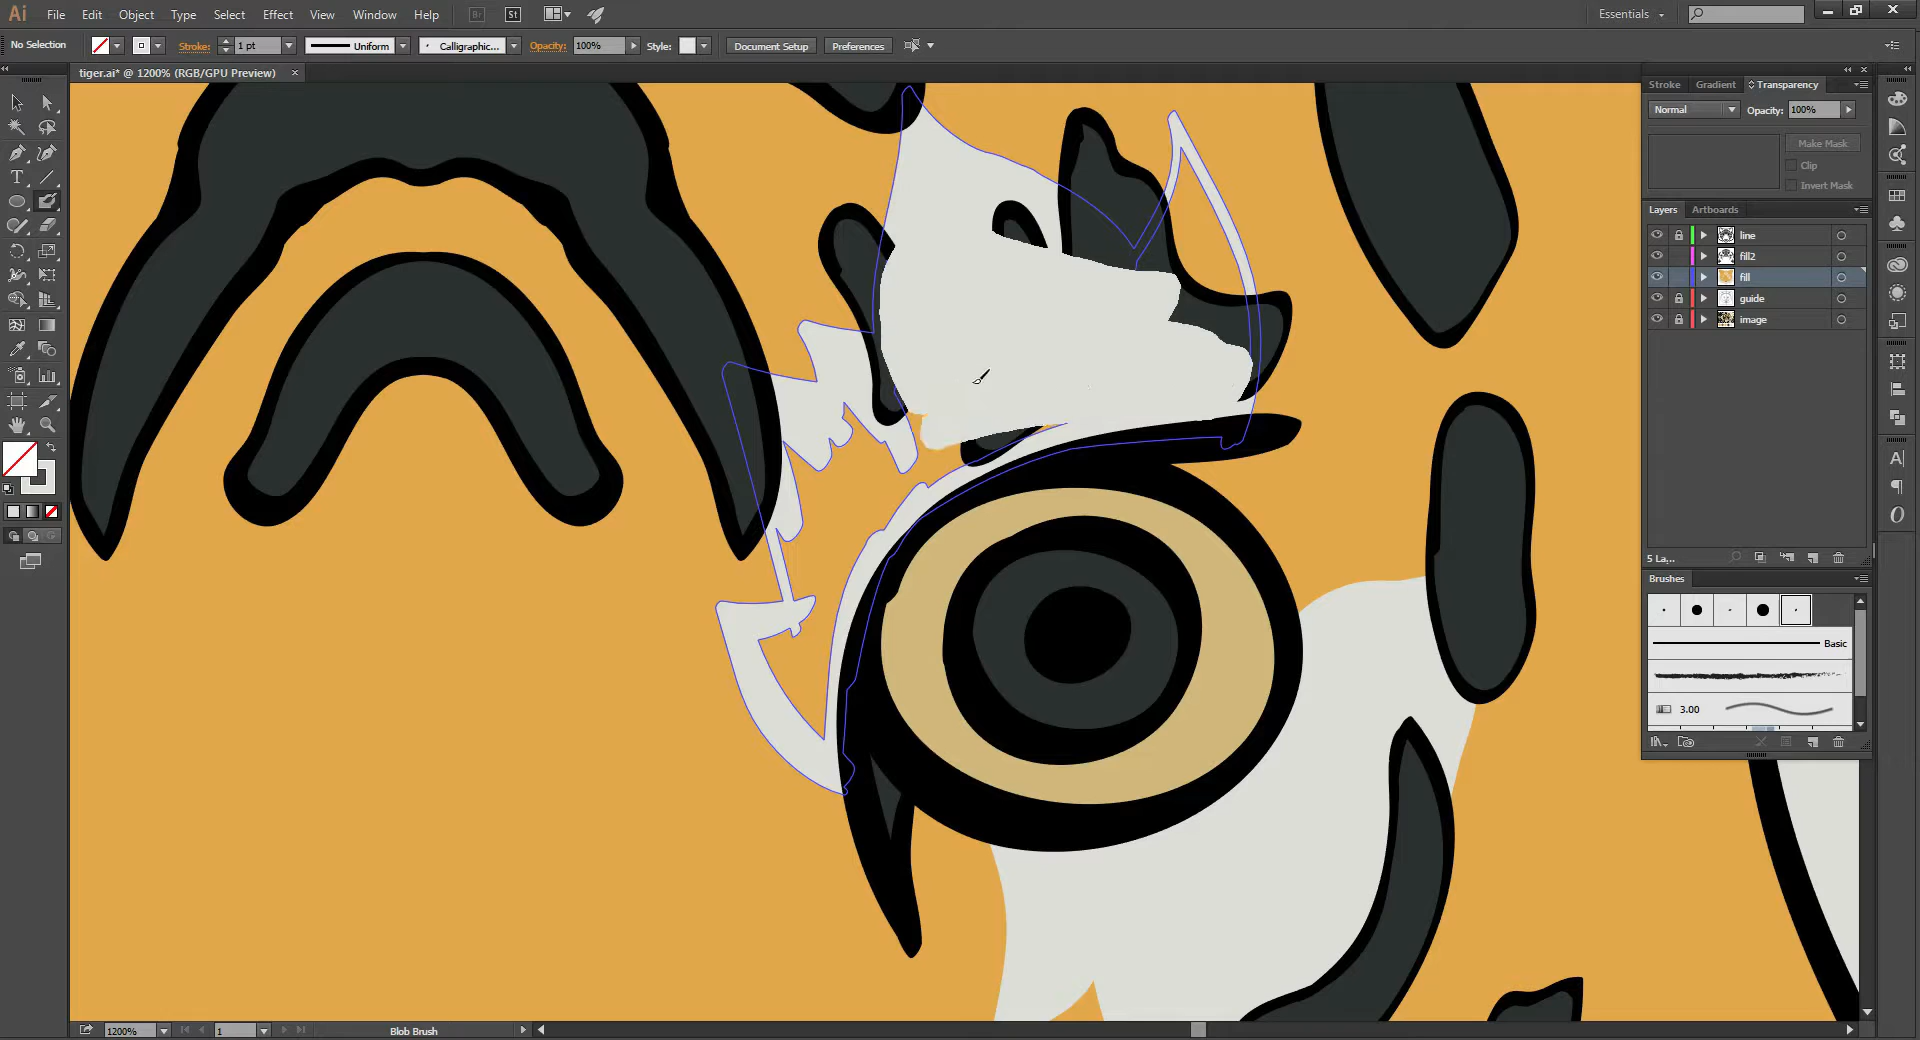 Ai File Edit Object Type Select Effect View Window Help Br St Essentials
No Selection Stroke: 1 pt Uniform Calligraphic... Opacity: 100% Style: Document Setup Preferences
tiger.ai* @ 1200% (RGB/GPU Preview)
Stroke Gradient Transparency
Normal Opacity: 100%
Make Mask
Clip
Invert Mask
Layers Artboards
line
fill2
fill
guide
image
5 La...
Brushes
Basic
3.00
1200% 1 Blob Brush